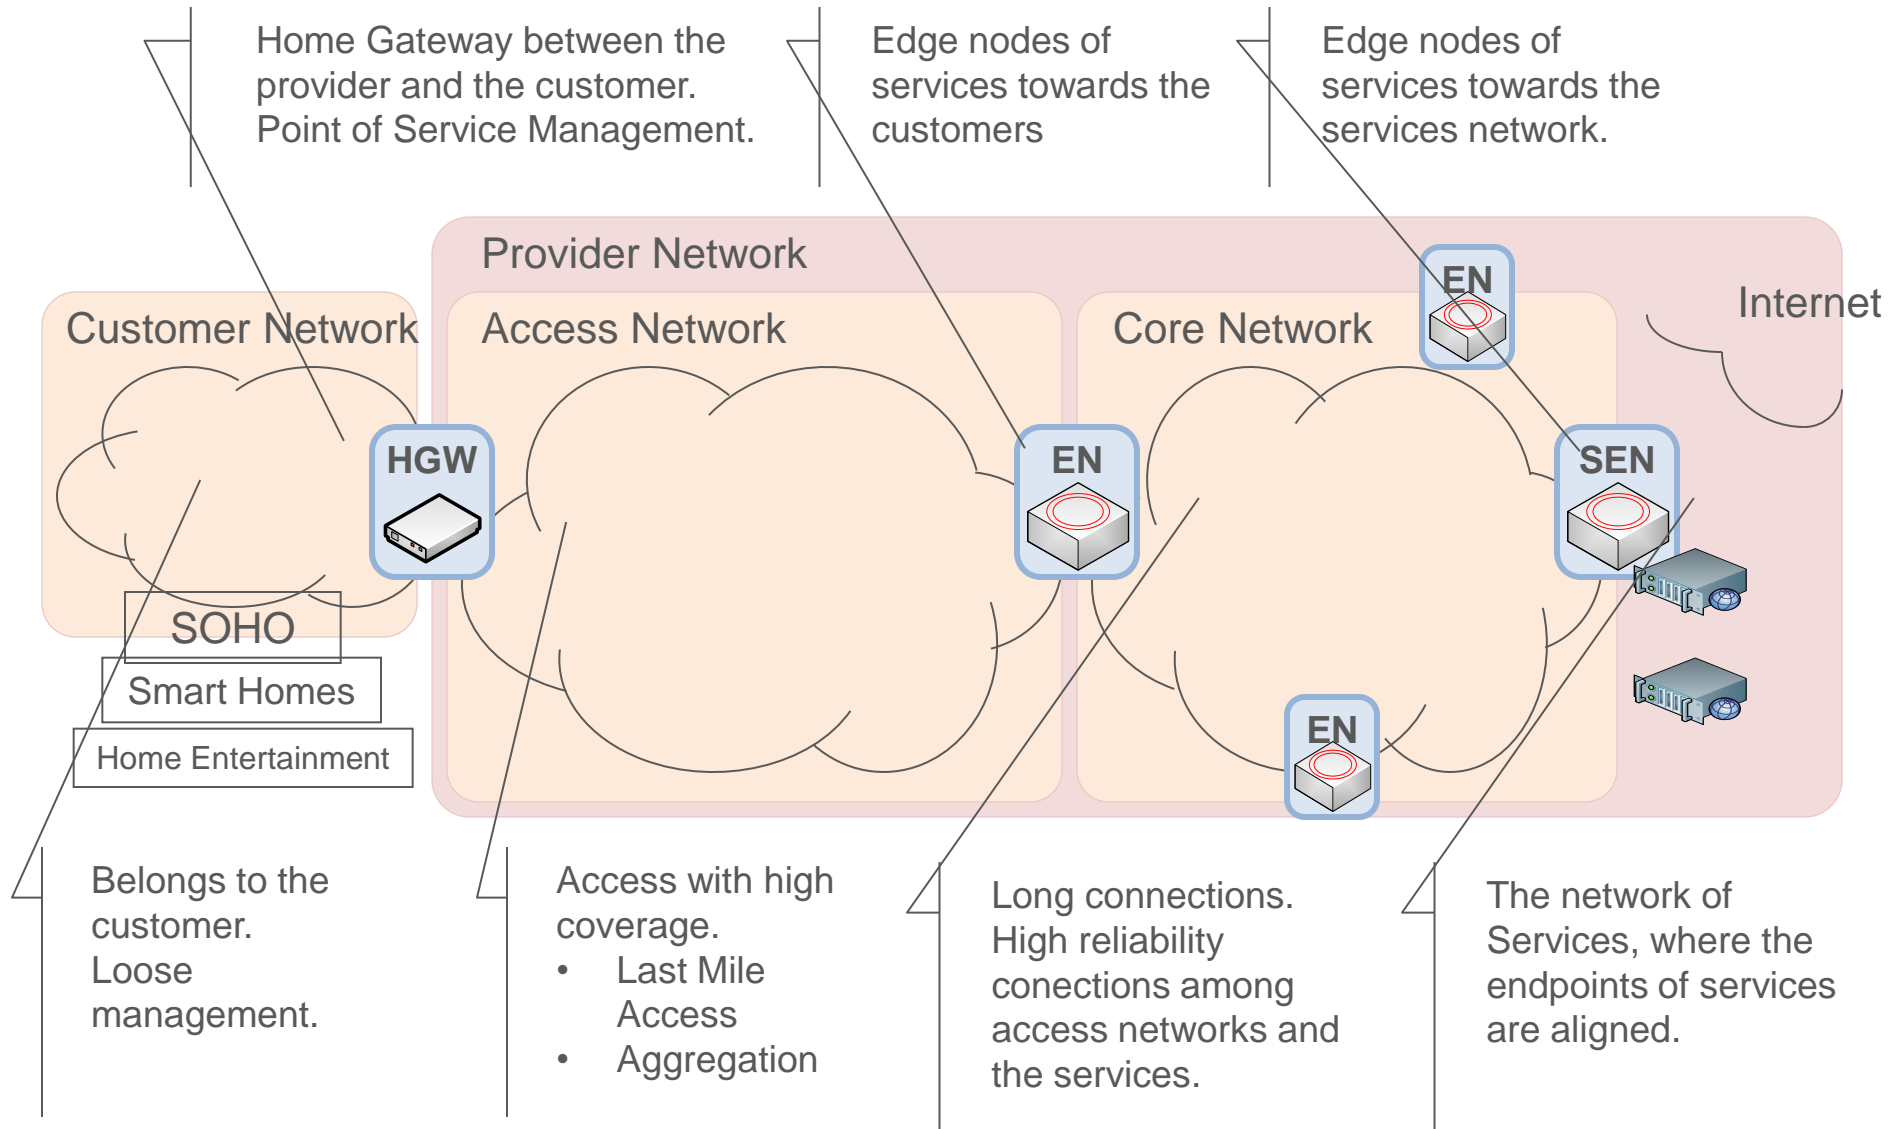 Home Gateway between the
provider and the customer.
Point of Service Management.
Edge nodes of
services towards the
customers
Edge nodes of
services towards the
services network.
Provider Network
Customer Network
Access Network
Core Network
Internet
EN
HGW
EN
SEN
EN
SOHO
Smart Homes
Home Entertainment
Belongs to the
customer.
Loose
management.
Access with high
coverage.
• Last Mile
Access
• Aggregation
Long connections.
High reliability
conections among
access networks and
the services.
The network of
Services, where the
endpoints of services
are aligned.